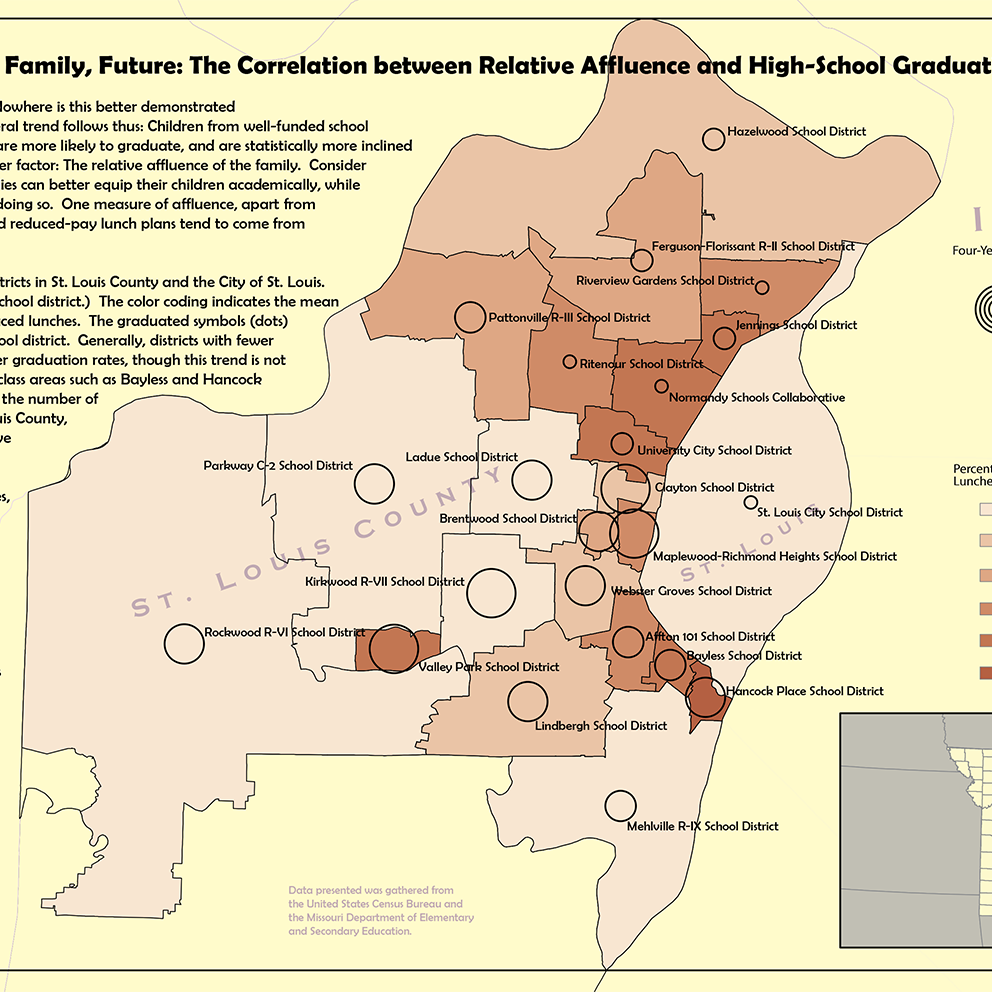 Family, Future: The Correlation between Relative Affluence and High-School Graduat
Nowhere is this better demonstrated
ral trend follows thus: Children from well-funded school
are more likely to graduate, and are statistically more inclined
er factor: The relative affluence of the family. Consider
ies can better equip their children academically, while
doing so. One measure of affluence, apart from
d reduced-pay lunch plans tend to come from
tricts in St. Louis County and the City of St. Louis.
chool district.) The color coding indicates the mean
ced lunches. The graduated symbols (dots)
ool district. Generally, districts with fewer
er graduation rates, though this trend is not
class areas such as Bayless and Hancock
the number of
uis County,
ve
es,
s
Hazelwood School District
Ferguson-Florissant R-II School District
Riverview Gardens School District
Pattonville R-III School District
Jennings School District
Ritenour School District
Normandy Schools Collaborative
University City School District
Ladue School District
Parkway C-2 School District
Clayton School District
St. Louis City School District
Brentwood School District
Maplewood-Richmond Heights School District
Kirkwood R-VII School District
Webster Groves School District
Rockwood R-VI School District
Affton 101 School District
Bayless School District
Valley Park School District
Hancock Place School District
Lindbergh School District
Mehlville R-IX School District
St. Louis County
St. Louis
Four-Ye
Percent
Lunche
Data presented was gathered from
the United States Census Bureau and
the Missouri Department of Elementary
and Secondary Education.